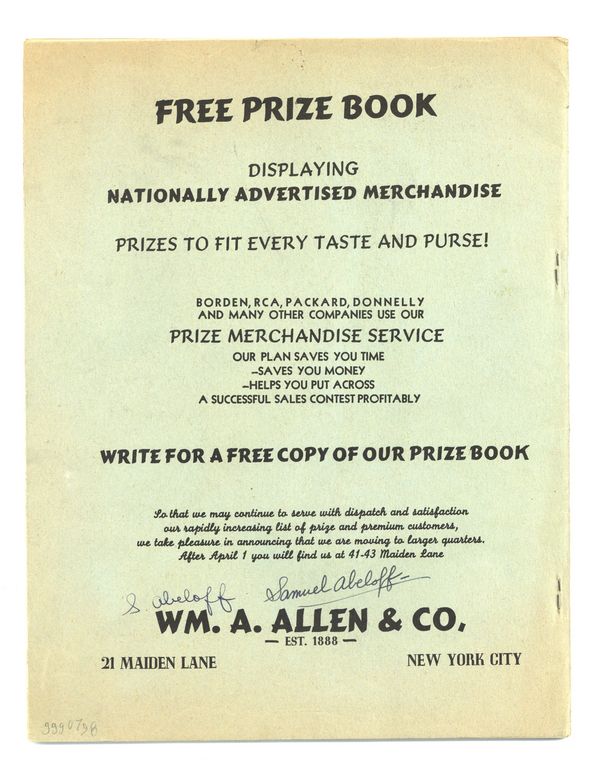 FREE PRIZE BOOK
DISPLAYING
NATIONALLY ADVERTISED MERCHANDISE
PRIZES TO FIT EVERY TASTE AND PURSE!
BORDEN, RCA, PACKARD, DONNELLY
AND MANY OTHER COMPANIES USE OUR
PRIZE MERCHANDISE SERVICE
OUR PLAN SAVES YOU TIME
–SAVES YOU MONEY
–HELPS YOU PUT ACROSS
A SUCCESSFUL SALES CONTEST PROFITABLY
WRITE FOR A FREE COPY OF OUR PRIZE BOOK
So that we may continue to serve with dispatch and satisfaction
our rapidly increasing list of prize and premium customers,
we take pleasure in announcing that we are moving to larger quarters.
After April 1 you will find us at 41-43 Maiden Lane
S abeloff Samuel Abeloff
WM. A. ALLEN & CO,
— EST. 1888 —
21 MAIDEN LANE NEW YORK CITY
9990798